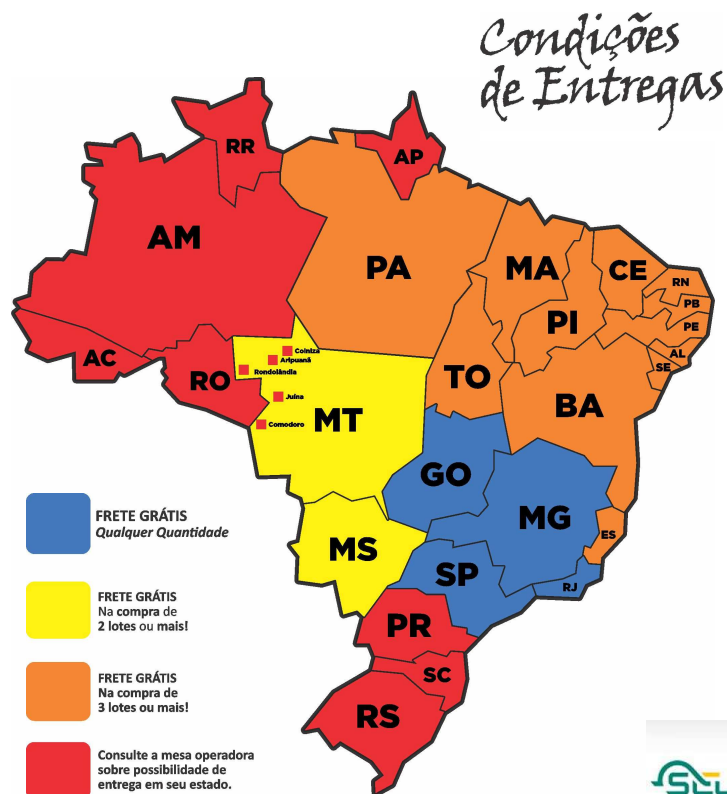 Condições
de Entregas
RR
AP
AM
PA
MA
CE
RN
PB
PI
PE
AL
SE
AC
RO
Colniza
Aripuanã
Rondolândia
Juína
Comodoro
MT
TO
BA
GO
MG
ES
MS
SP
RJ
PR
SC
RS
FRETE GRÁTIS
Qualquer Quantidade
FRETE GRÁTIS
Na compra de
2 lotes ou mais!
FRETE GRÁTIS
Na compra de
3 lotes ou mais!
Consulte a mesa operadora
sobre possibilidade de
entrega em seu estado.